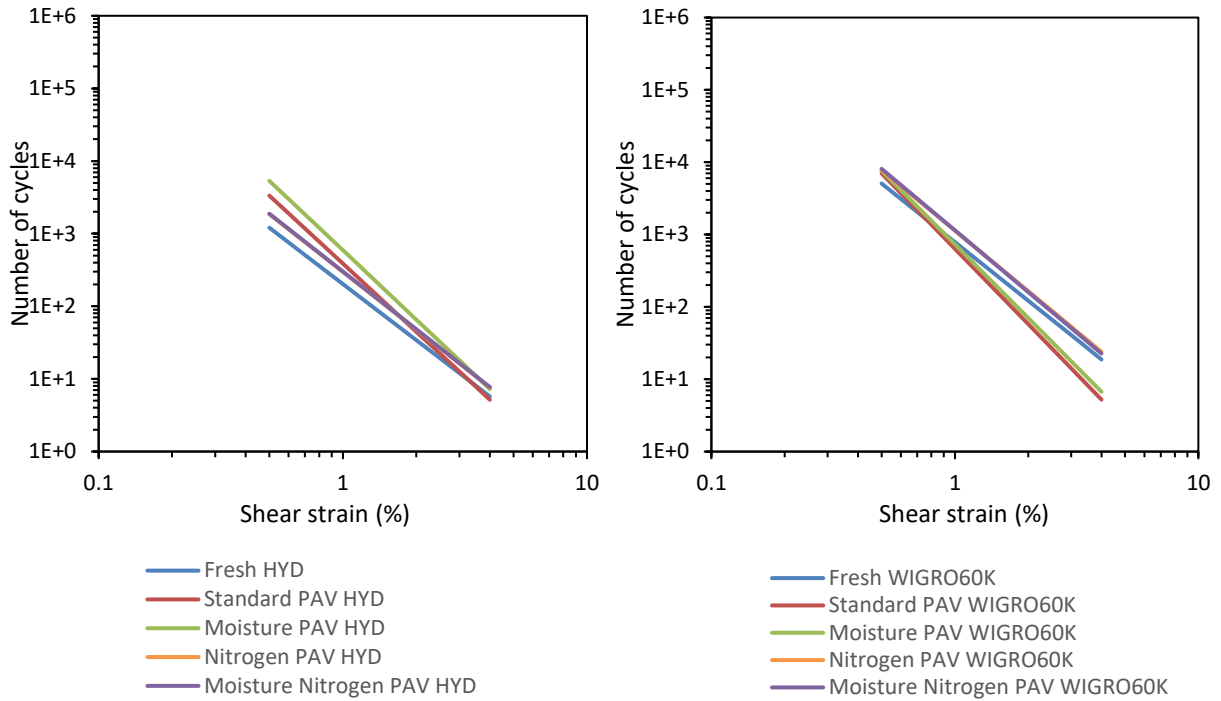 1E+6
1E+5
1E+4
1E+3
1E+2
1E+1
1E+0
Number of cycles
0.1
1
10
Shear strain (%)
Fresh HYD
Standard PAV HYD
Moisture PAV HYD
Nitrogen PAV HYD
Moisture Nitrogen PAV HYD
1E+6
1E+5
1E+4
1E+3
1E+2
1E+1
1E+0
Number of cycles
0.1
1
10
Shear strain (%)
Fresh WIGRO60K
Standard PAV WIGRO60K
Moisture PAV WIGRO60K
Nitrogen PAV WIGRO60K
Moisture Nitrogen PAV WIGRO60K